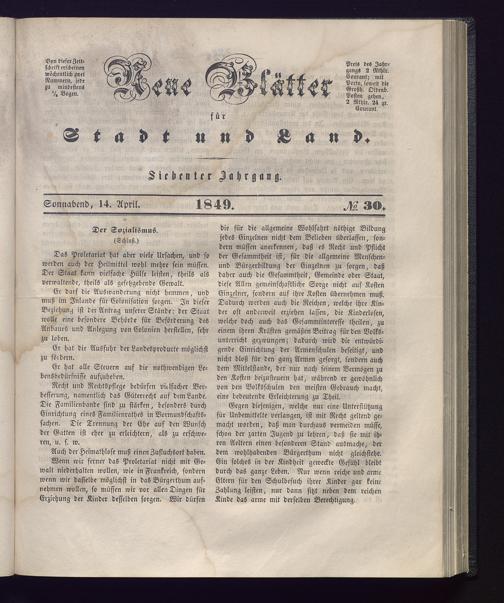 Von dieser Zeit-
schrift erscheinen
wöchentlich zwei
Nummern, jede
zu mindestens
¾ Bogen.
Neue Blätter
Preis des Jahr-
gangs 2 Rthlr.
Courant; mit
Porto, soweit die
Großh. Oldenb.
Posten gehen,
2 Rthlr. 24 gr.
Courant.
für
Stadt und Land.
Siebenter Jahrgang.
Sonnabend, 14. April. 1849. № 30.
Der Sozialismus.
(Schluß.)
Das Proletariat hat aber viele Ursachen, und so
werden auch der Heilmittel wohl mehr sein müssen.
Der Staat kann vielfache Hülfe leisten, theils als
verwaltende, theils als gesetzgebende Gewalt.
Er darf die Auswanderung nicht hemmen, und
muß im Inlande für Colonisation sorgen. In dieser
Beziehung ist der Antrag unserer Stände: der Staat
wolle eine besondere Behörde für Beförderung des
Anbaues und Anlegung von Colonien herstellen, sehr
zu loben.
Er hat die Ausfuhr der Landesprodukte möglichst
zu fördern.
Er hat alle Steuern auf die nothwendigen Le-
bensbedürfnisse aufzuheben.
Recht und Rechtspflege bedürfen vielfacher Ver-
besserung, namentlich das Güterrecht auf dem Lande.
Die Familienbande sind zu stärken, besonders durch
Einrichtung eines Familienraths in Vormundschafts-
sachen. Die Trennung der Ehe auf den Wunsch
der Gatten ist eher zu erleichtern, als zu erschwe-
ren, u. s. w.
Auch der Heimathlose muß einen Zufluchtsort haben.
Wenn wir ferner das Proletariat nicht mit Ge-
walt niederhalten wollen, wie in Frankreich, sondern
wenn wir dasselbe möglichst in das Bürgerthum auf-
nehmen wollen, so müssen wir vor allen Dingen für
Erziehung der Kinder desselben sorgen. Wir dürfen
die für die allgemeine Wohlfahrt nöthige Bildung
jedes Einzelnen nicht dem Belieben überlassen, son-
dern müssen anerkennen, daß es Recht und Pflicht
der Gesammtheit ist, für die allgemeine Menschen-
und Bürgerbildung der Einzelnen zu sorgen, daß
daher auch die Gesammtheit, Gemeinde oder Staat,
diese Allen gemeinschaftliche Sorge nicht auf Kosten
Einzelner, sondern auf ihre Kosten übernehmen muß.
Dadurch werden auch die Reichen, welche ihre Kin-
der oft anderweit erziehen lassen, die Kinderlosen,
welche doch auch das Gesammtinteresse theilen, zu
einem ihren Kräften gemäßen Beitrag für den Volks-
unterricht gezwungen; dadurch wird die entwürdi-
gende Einrichtung der Armenschulen beseitigt, und
nicht bloß für den ganz Armen gesorgt, sondern auch
dem Mittelstande, der nur nach seinem Vermögen zu
den Kosten beizusteuern hat, während er gewöhnlich
von den Volksschulen den meisten Gebrauch macht,
eine bedeutende Erleichterung zu Theil.
Gegen diejenigen, welche nur eine Unterstützung
für Unbemittelte verlangen, ist mit Recht geltend ge-
macht worden, daß man durchaus vermeiden müsse,
schon der zarten Jugend zu lehren, daß sie mit ih-
ren Aeltern einen besondern Stand ausmache, der
dem wohlhabenden Bürgerthum nicht gleichstehe.
Ein solches in der Kindheit gewecktes Gefühl bleibt
durch das ganze Leben. Nur wenn reiche und arme
Eltern für den Schulbesuch ihrer Kinder gar keine
Zahlung leisten, nur dann sitzt neben dem reichen
Kinde das arme mit derselben Berechtigung.